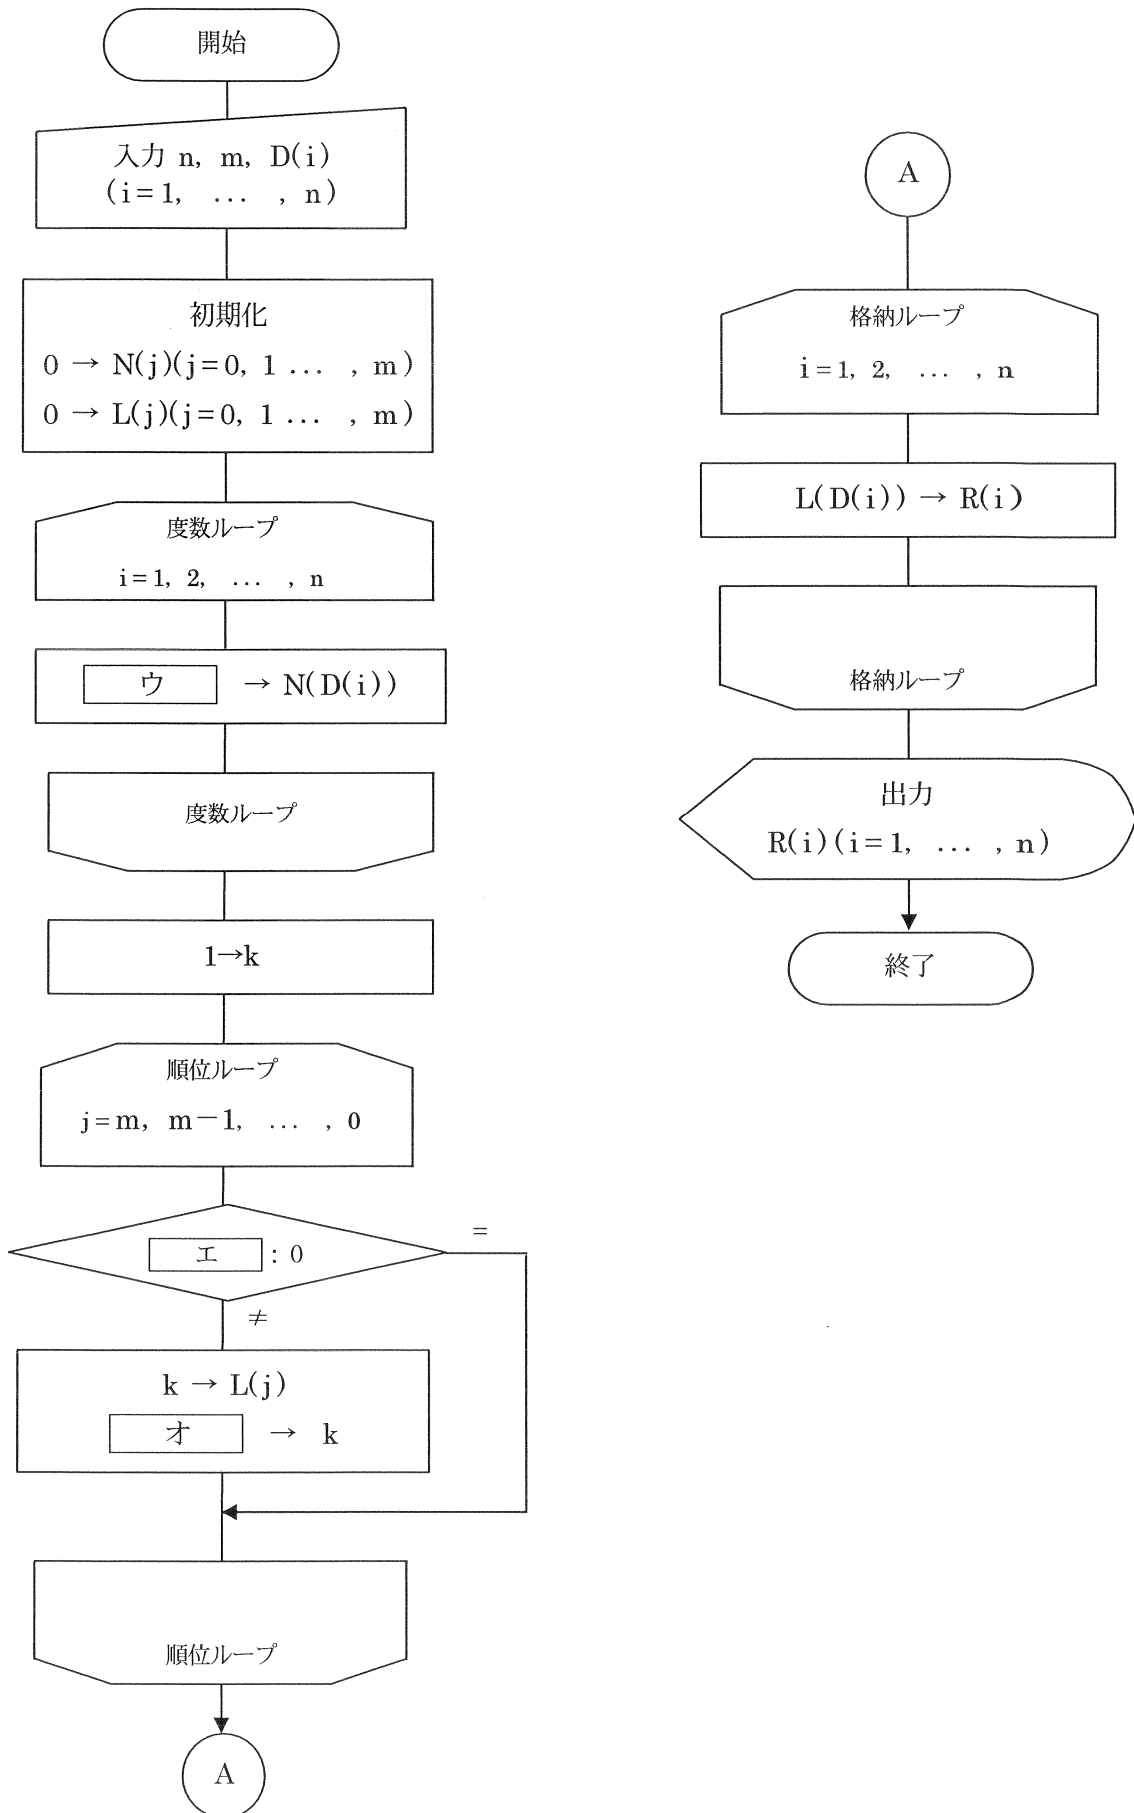 開始
入力 n, m, D(i)
(i=1, ... , n)
初期化
0 → N(j)(j=0, 1 ... , m)
0 → L(j)(j=0, 1 ... , m)
度数ループ
i=1, 2, ... , n
ウ → N(D(i))
度数ループ
1→k
順位ループ
j=m, m-1, ... , 0
エ : 0
=
≠
k → L(j)
オ → k
順位ループ
A
A
格納ループ
i=1, 2, ... , n
L(D(i)) → R(i)
格納ループ
出力
R(i)(i=1, ... , n)
終了